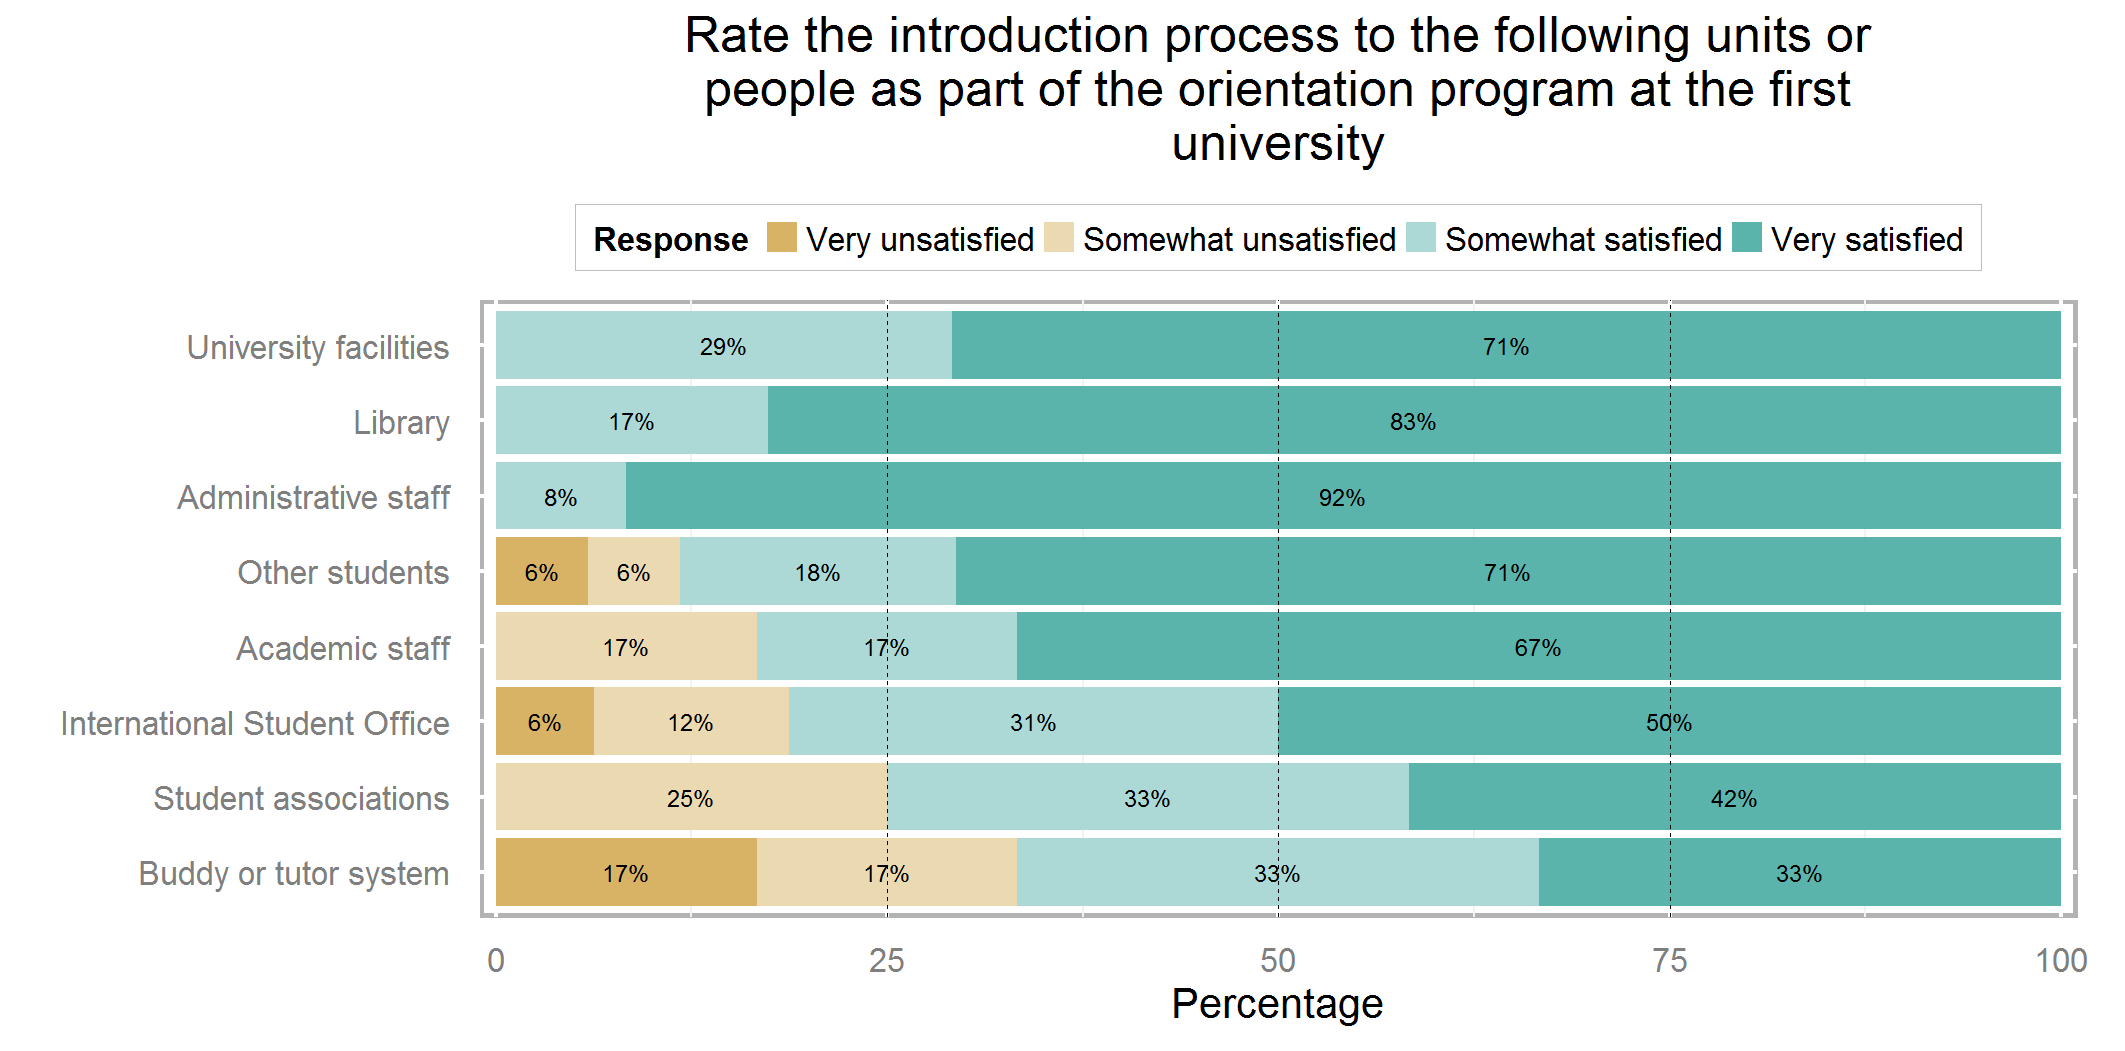 Rate the introduction process to the following units or
people as part of the orientation program at the first
university
Response Very unsatisfied Somewhat unsatisfied Somewhat satisfied Very satisfied
University facilities 29% 71%
Library 17% 83%
Administrative staff 8% 92%
Other students 6% 6% 18% 71%
Academic staff 17% 17% 67%
International Student Office 6% 12% 31% 50%
Student associations 25% 33% 42%
Buddy or tutor system 17% 17% 33% 33%
0 25 50 75 100
Percentage